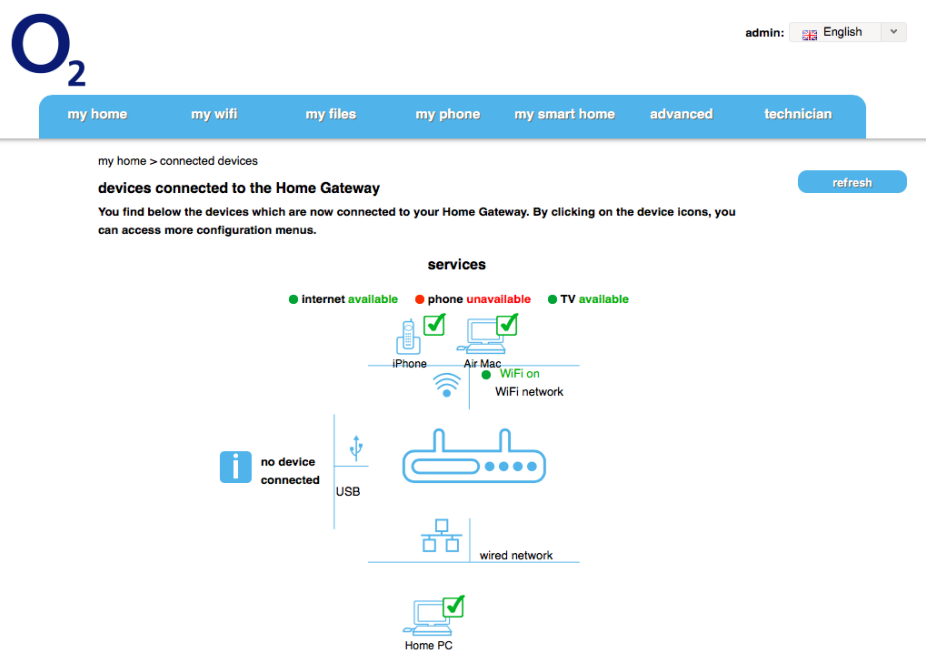 O2
admin: English
my home my wifi my files my phone my smart home advanced technician
my home > connected devices
refresh
devices connected to the Home Gateway
You find below the devices which are now connected to your Home Gateway. By clicking on the device icons, you
can access more configuration menus.
services
internet available phone unavailable TV available
iPhone Air Mac
WiFi on
WiFi network
i no device
connected
USB
wired network
Home PC